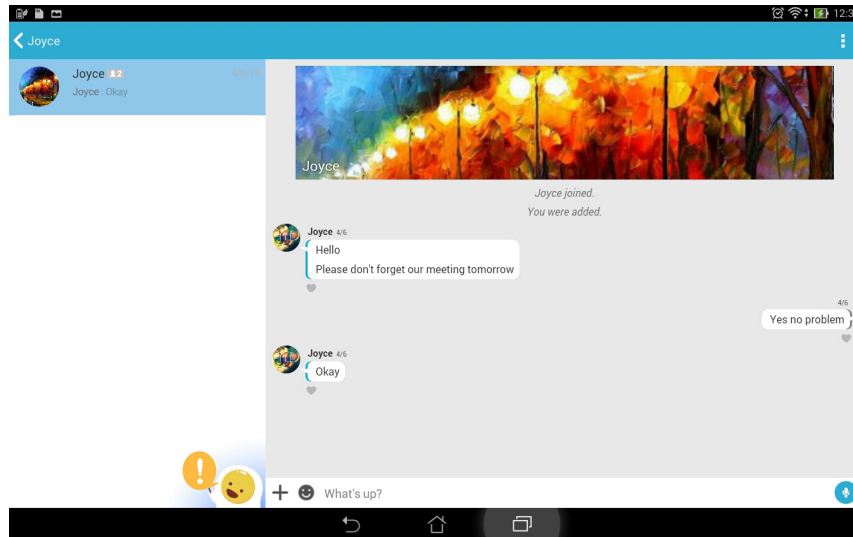 12:3
Joyce
Joyce 2
Joyce : Okay
Joyce
Joyce joined.
You were added.
Joyce 4/6
Hello
Please don't forget our meeting tomorrow
4/6
Yes no problem
Joyce 4/6
Okay
What's up?